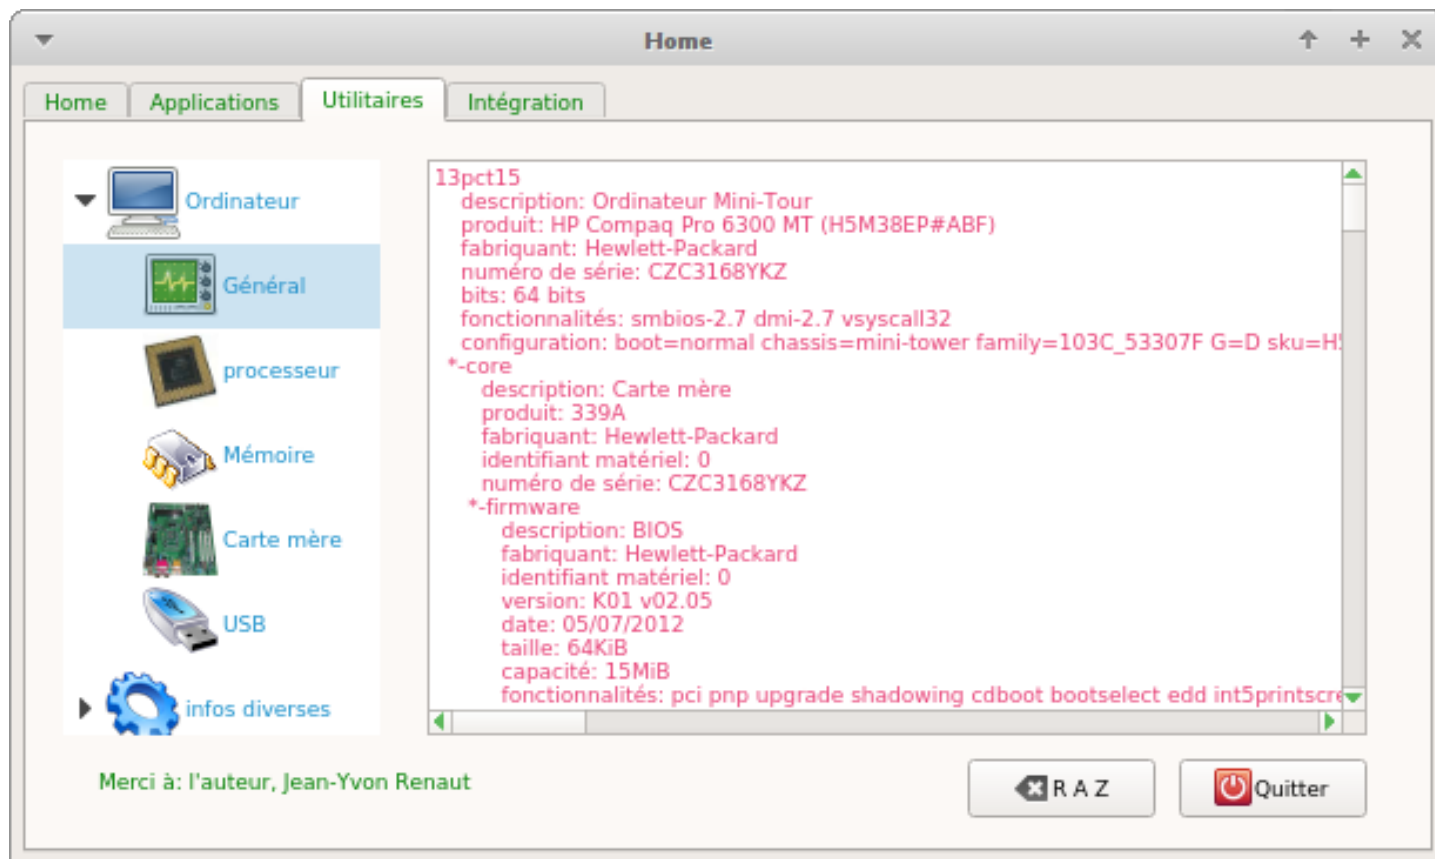 Home
Home
Applications
Utilitaires
Intégration
Ordinateur
Général
processeur
Mémoire
Carte mère
USB
infos diverses
13pct15
description: Ordinateur Mini-Tour
produit: HP Compaq Pro 6300 MT (H5M38EP#ABF)
fabriquant: Hewlett-Packard
numéro de série: CZC3168YKZ
bits: 64 bits
fonctionnalités: smbios-2.7 dmi-2.7 vsyscall32
configuration: boot=normal chassis=mini-tower family=103C_53307F G=D sku=H5
*-core
description: Carte mère
produit: 339A
fabriquant: Hewlett-Packard
identifiant matériel: 0
numéro de série: CZC3168YKZ
*-firmware
description: BIOS
fabriquant: Hewlett-Packard
identifiant matériel: 0
version: K01 v02.05
date: 05/07/2012
taille: 64KiB
capacité: 15MiB
fonctionnalités: pci pnp upgrade shadowing cdboot bootselect edd int5printscre
Merci à: l'auteur, Jean-Yvon Renaut
R A Z
Quitter